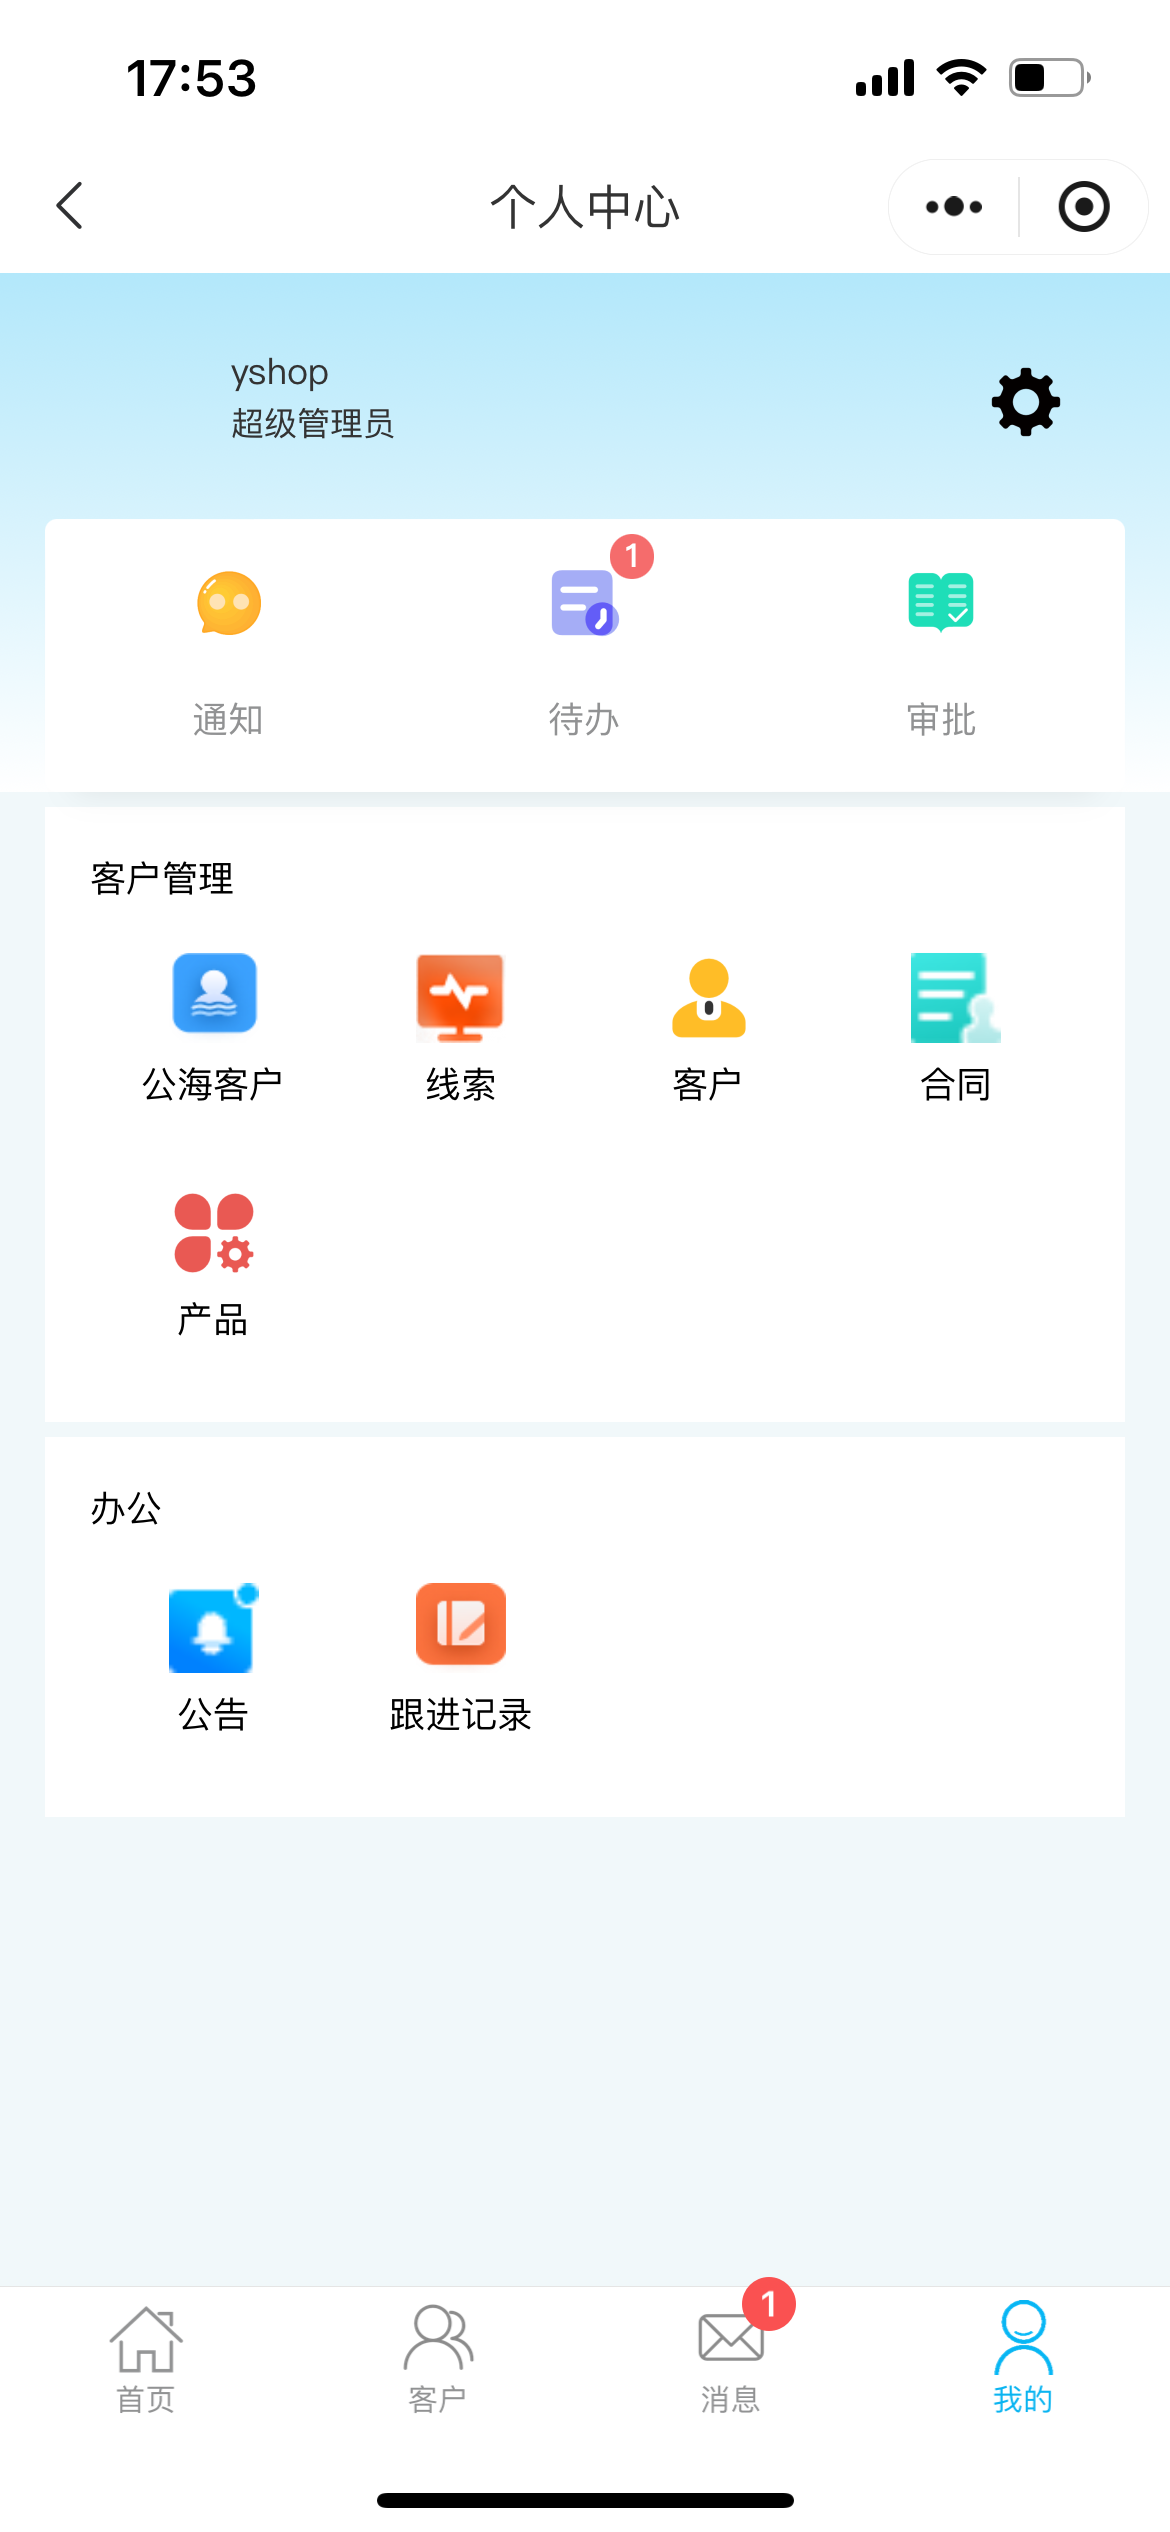 17:53
个人中心
yshop
超级管理员
1
通知 待办 审批
客户管理
公海客户 线索 客户 合同
产品
办公
公告 跟进记录
1
首页 客户 消息 我的